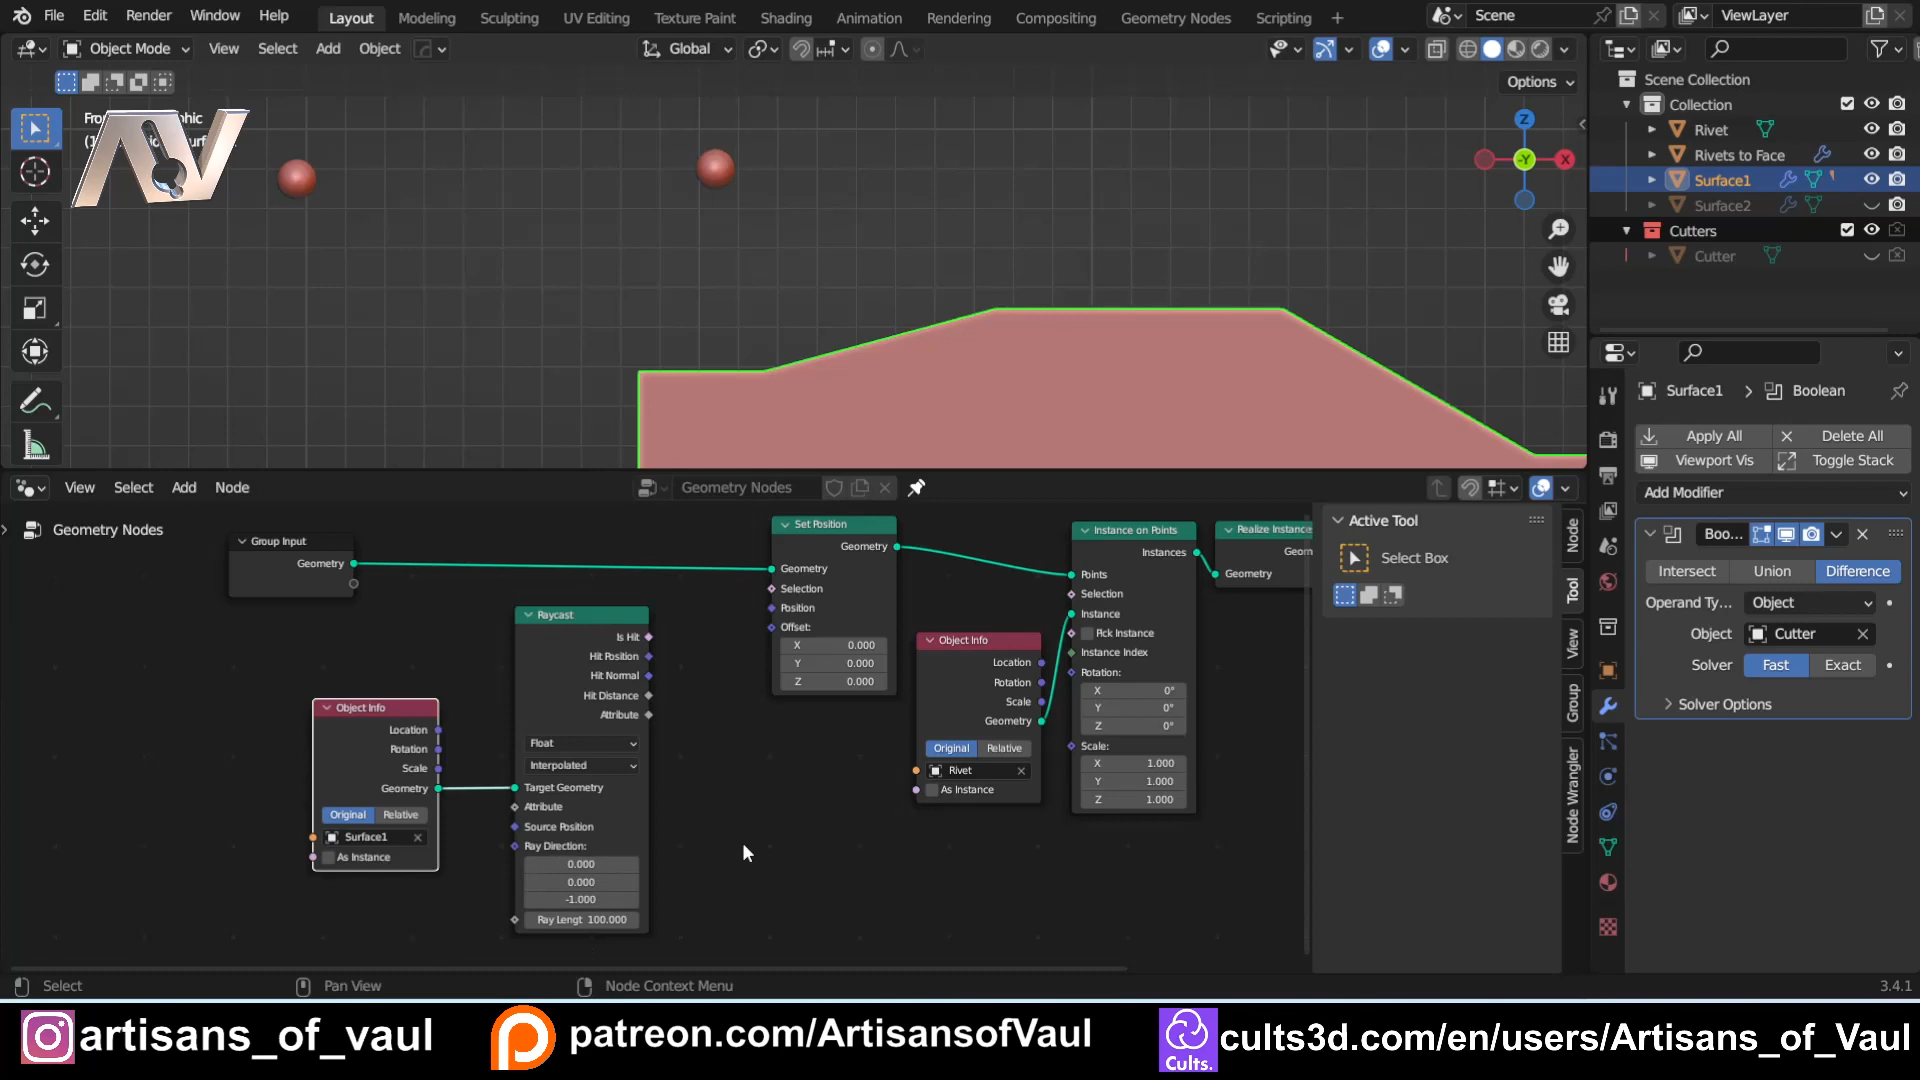 File Edit Render Window Help Layout Modeling Sculpting UV Editing Texture Paint Shading Animation Rendering Compositing Geometry Nodes Scripting + Scene ViewLayer
Object Mode View Select Add Object Global
Options
Z
-Y X
Scene Collection
Collection
Rivet
Rivets to Face
Surface1
Surface2
Cutters
Cutter
View Select Add Node Geometry Nodes
Geometry Nodes
Group Input
Geometry
Raycast
Is Hit
Hit Position
Hit Normal
Hit Distance
Attribute
Float
Interpolated
Target Geometry
Attribute
Source Position
Ray Direction:
0.000
0.000
-1.000
Ray Lengt 100.000
Object Info
Location
Rotation
Scale
Geometry
Original Relative
Surface1
As Instance
Set Position
Geometry
Geometry
Selection
Position
Offset:
X 0.000
Y 0.000
Z 0.000
Object Info
Location
Rotation
Scale
Geometry
Original Relative
Rivet
As Instance
Instance on Points
Instances
Points
Selection
Instance
Pick Instance
Instance Index
Rotation:
X 0°
Y 0°
Z 0°
Scale:
X 1.000
Y 1.000
Z 1.000
Realize Instance
Geom
Geometry
Active Tool
Select Box
Node
Tool
View
Group
Node Wrangler
Surface1 > Boolean
Apply All Delete All
Viewport Vis Toggle Stack
Add Modifier
Boo...
Intersect Union Difference
Operand Ty... Object
Object Cutter
Solver Fast Exact
Solver Options
Select Pan View Node Context Menu 3.4.1
artisans_of_vaul patreon.com/ArtisansofVaul Cults. cults3d.com/en/users/Artisans_of_Vaul